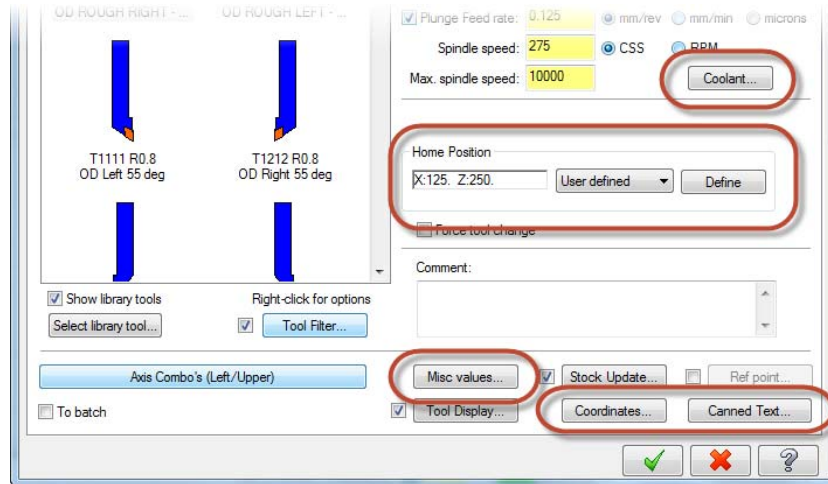 OD ROUGH RIGHT - ... OD ROUGH LEFT - ...
T1111 R0.8
OD Left 55 deg
T1212 R0.8
OD Right 55 deg
Show library tools Right-click for options
Select library tool... Tool Filter...
Plunge Feed rate: 0.125 mm/rev mm/min microns
Spindle speed: 275 CSS RPM
Max. spindle speed: 10000 Coolant...
Home Position
X:125. Z:250. User defined Define
Force tool change
Comment:
Axis Combo's (Left/Upper) Misc values... Stock Update... Ref point...
To batch Tool Display... Coordinates... Canned Text...
?